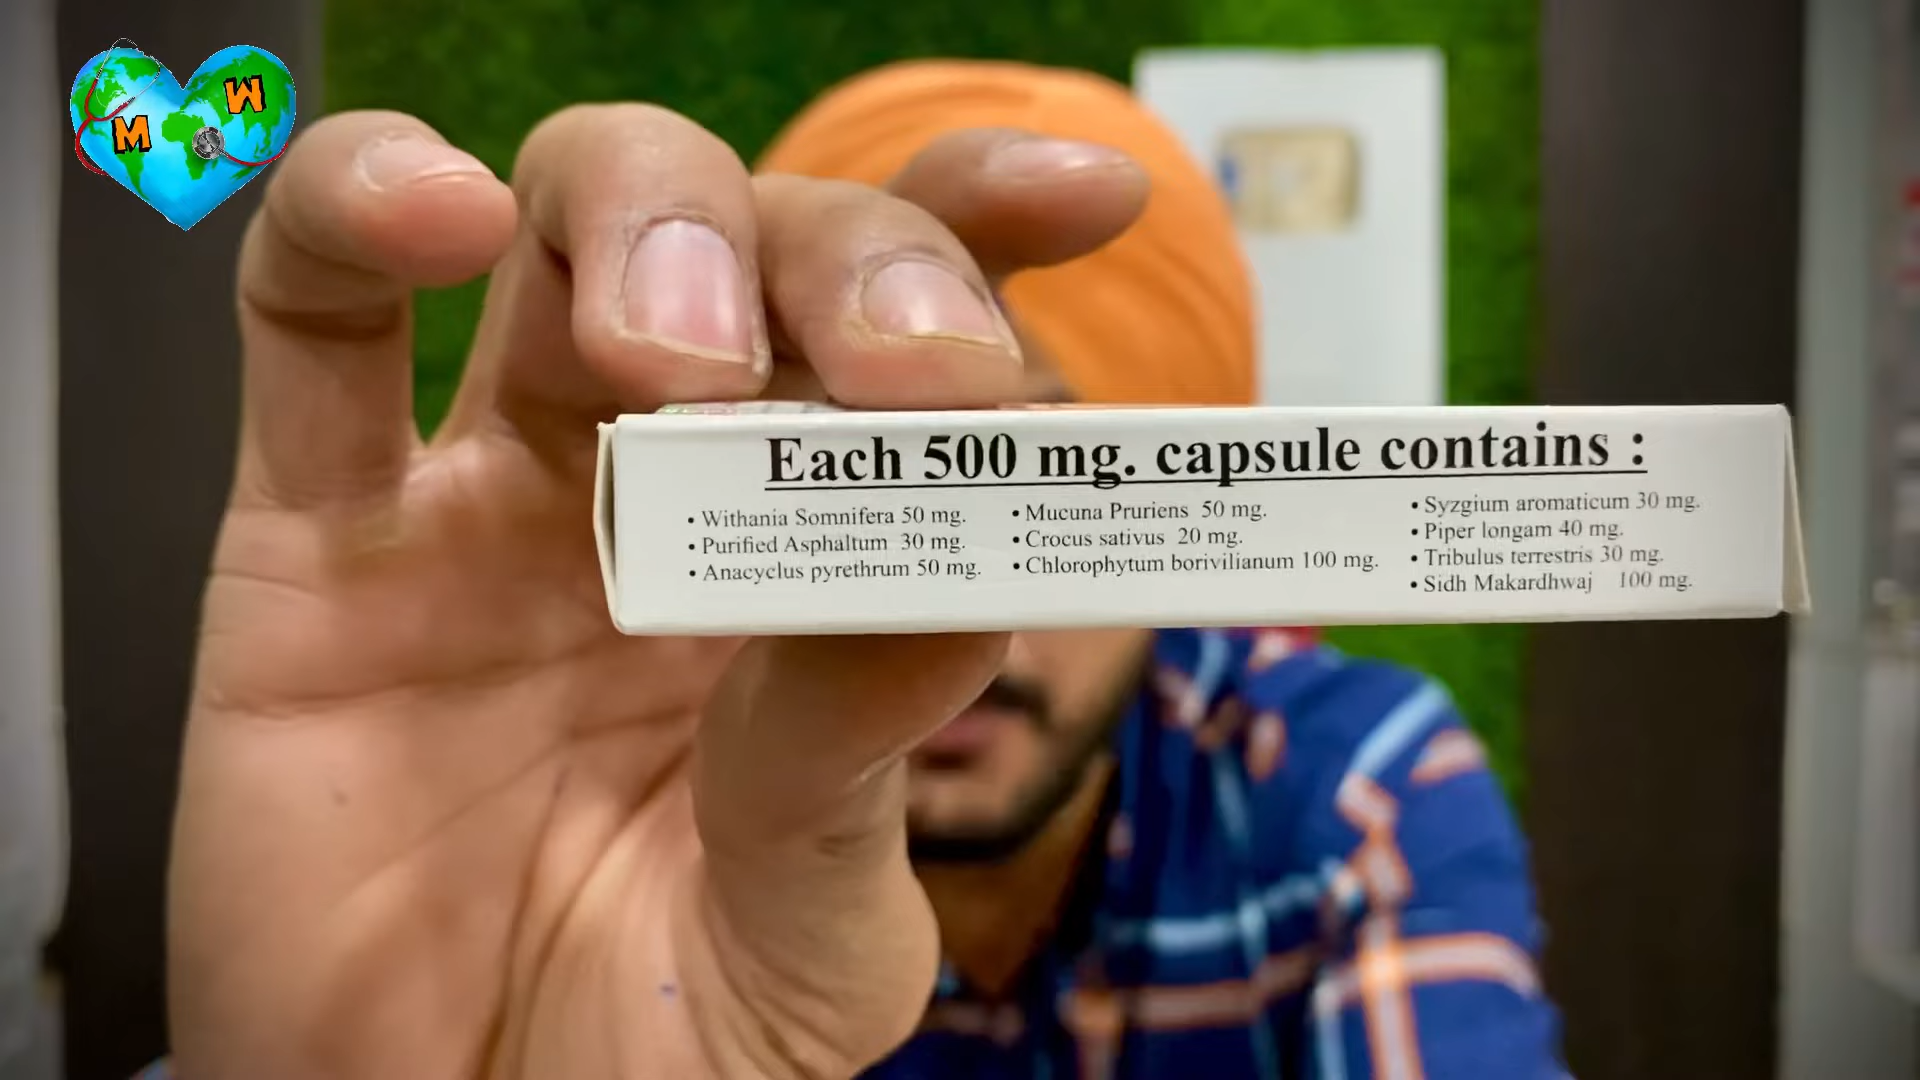 M W
Each 500 mg. capsule contains :
• Withania Somnifera 50 mg.
• Purified Asphaltum 30 mg.
• Anacyclus pyrethrum 50 mg.
• Mucuna Pruriens 50 mg.
• Crocus sativus 20 mg.
• Chlorophytum borivilianum 100 mg.
• Syzgium aromaticum 30 mg.
• Piper longam 40 mg.
• Tribulus terrestris 30 mg.
• Sidh Makardhwaj 100 mg.